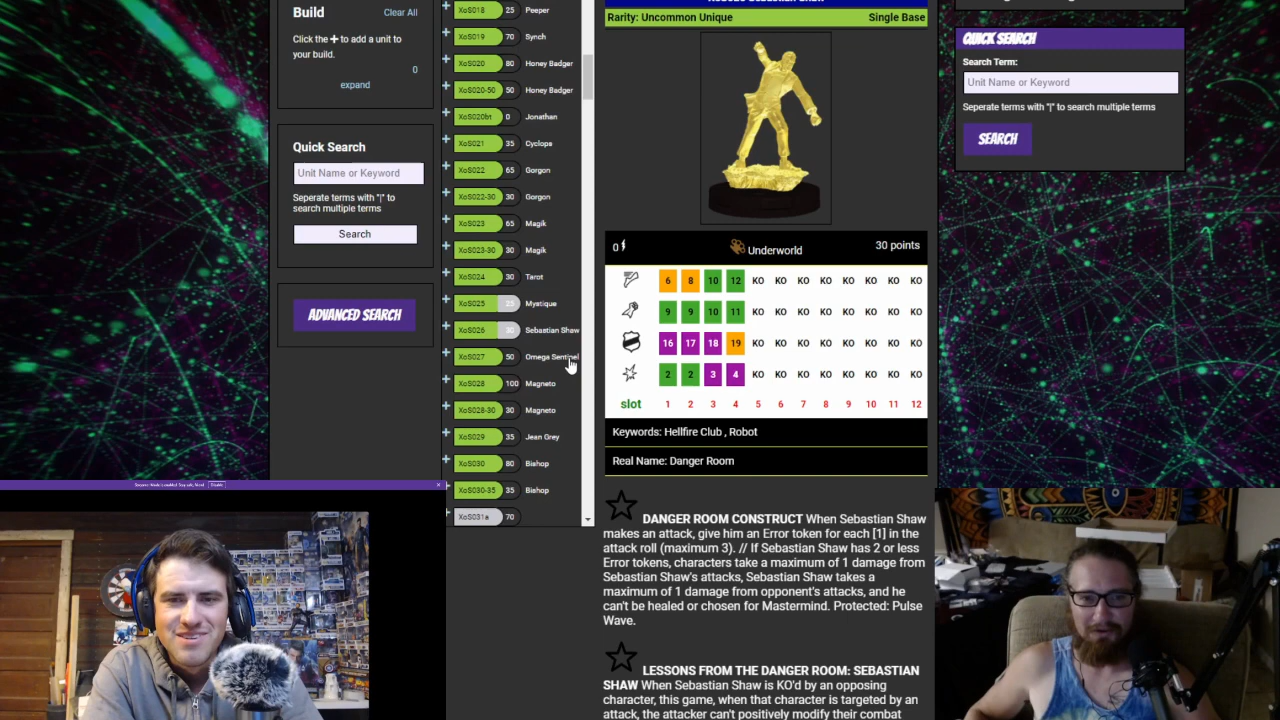 Build
Clear All
Click the + to add a unit to
your build.
0
expand
Quick Search
Unit Name or Keyword
Seperate terms with "|" to
search multiple terms
Search
ADVANCED SEARCH
XoS018 25 Peeper
XoS019 70 Synch
XoS020 80 Honey Badger
XoS020-50 50 Honey Badger
XoS020bt 0 Jonathan
XoS021 35 Cyclops
XoS022 65 Gorgon
XoS022-30 30 Gorgon
XoS023 65 Magik
XoS023-30 30 Magik
XoS024 30 Tarot
XoS025 25 Mystique
XoS026 30 Sebastian Shaw
XoS027 50 Omega Sentinel
XoS028 100 Magneto
XoS028-30 30 Magneto
XoS029 35 Jean Grey
XoS030 80 Bishop
XoS030-35 35 Bishop
XoS031a 70
Rarity: Uncommon Unique
Single Base
0
Underworld
30 points
6 8 10 12 KO KO KO KO KO KO KO KO
9 9 10 11 KO KO KO KO KO KO KO KO
16 17 18 19 KO KO KO KO KO KO KO KO
2 2 3 4 KO KO KO KO KO KO KO KO
slot 1 2 3 4 5 6 7 8 9 10 11 12
Keywords: Hellfire Club , Robot
Real Name: Danger Room
DANGER ROOM CONSTRUCT When Sebastian Shaw
makes an attack, give him an Error token for each [1] in the
attack roll (maximum 3). // If Sebastian Shaw has 2 or less
Error tokens, characters take a maximum of 1 damage from
Sebastian Shaw's attacks, Sebastian Shaw takes a
maximum of 1 damage from opponent's attacks, and he
can't be healed or chosen for Mastermind. Protected: Pulse
Wave.
LESSONS FROM THE DANGER ROOM: SEBASTIAN
SHAW When Sebastian Shaw is KO'd by an opposing
character, this game, when that character is targeted by an
attack, the attacker can't positively modify their combat
QUICK SEARCH
Search Term:
Unit Name or Keyword
Seperate terms with "|" to search multiple terms
SEARCH